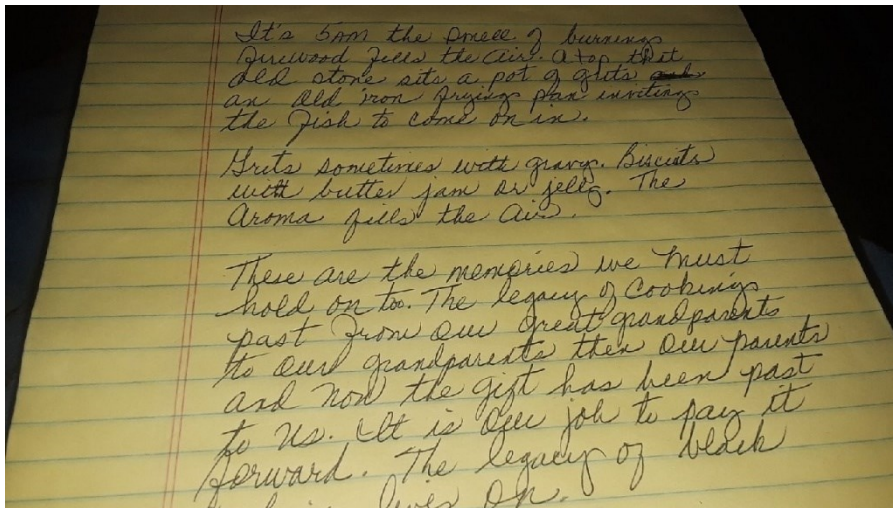 It's 5am the smell of burning
firewood fills the air. a top that
old stone sits a pot of grits
an old iron frying pan inviting
the fish to come on in.
Grits sometimes with gravy. Biscuits
with butter jam or jelly. The
aroma fills the air.
These are the memories we must
hold on too. The legacy of cooking
past from our great grandparents
to our grandparents then our parents
and now the gift has been past
to us. It is our job to pay it
forward. The legacy of black
lives on.